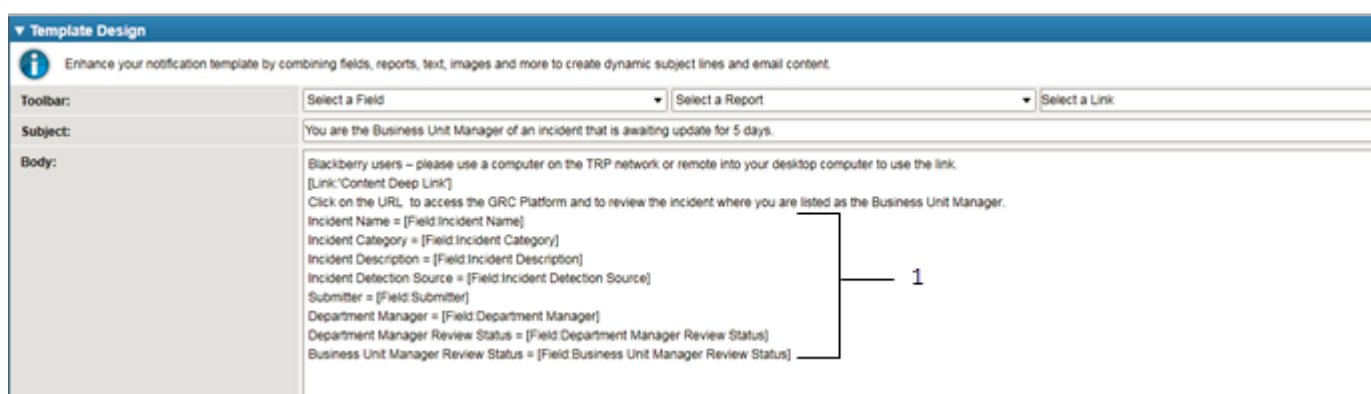 ▼ Template Design
Enhance your notification template by combining fields, reports, text, images and more to create dynamic subject lines and email content.
Toolbar: Select a Field Select a Report Select a Link
Subject: You are the Business Unit Manager of an incident that is awaiting update for 5 days.
Body: Blackberry users – please use a computer on the TRP network or remote into your desktop computer to use the link.
[Link:'Content Deep Link']
Click on the URL to access the GRC Platform and to review the incident where you are listed as the Business Unit Manager.
Incident Name = [Field:Incident Name]
Incident Category = [Field:Incident Category]
Incident Description = [Field:Incident Description]
Incident Detection Source = [Field:Incident Detection Source]
1
Submitter = [Field:Submitter]
Department Manager = [Field:Department Manager]
Department Manager Review Status = [Field:Department Manager Review Status]
Business Unit Manager Review Status = [Field:Business Unit Manager Review Status]